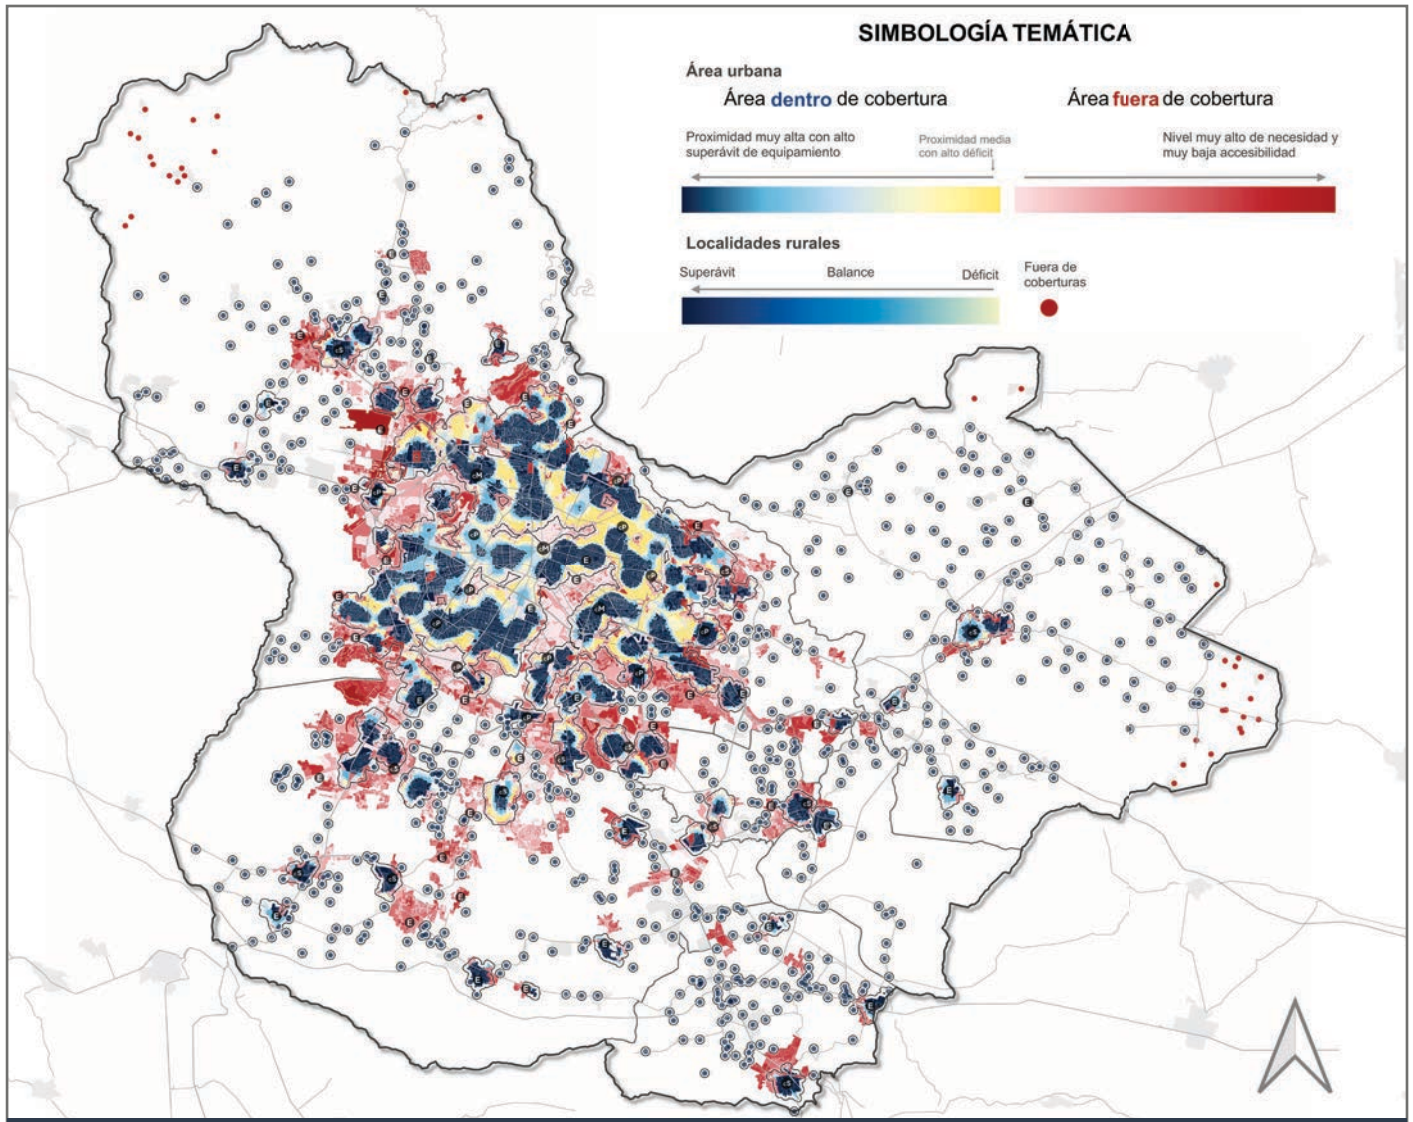 SIMBOLOGÍA TEMÁTICA
Área urbana
Área dentro de cobertura
Área fuera de cobertura
Proximidad muy alta con alto
superávit de equipamiento
Proximidad media
con alto déficit
Nivel muy alto de necesidad y
muy baja accesibilidad
Localidades rurales
Superávit
Balance
Déficit
Fuera de
coberturas